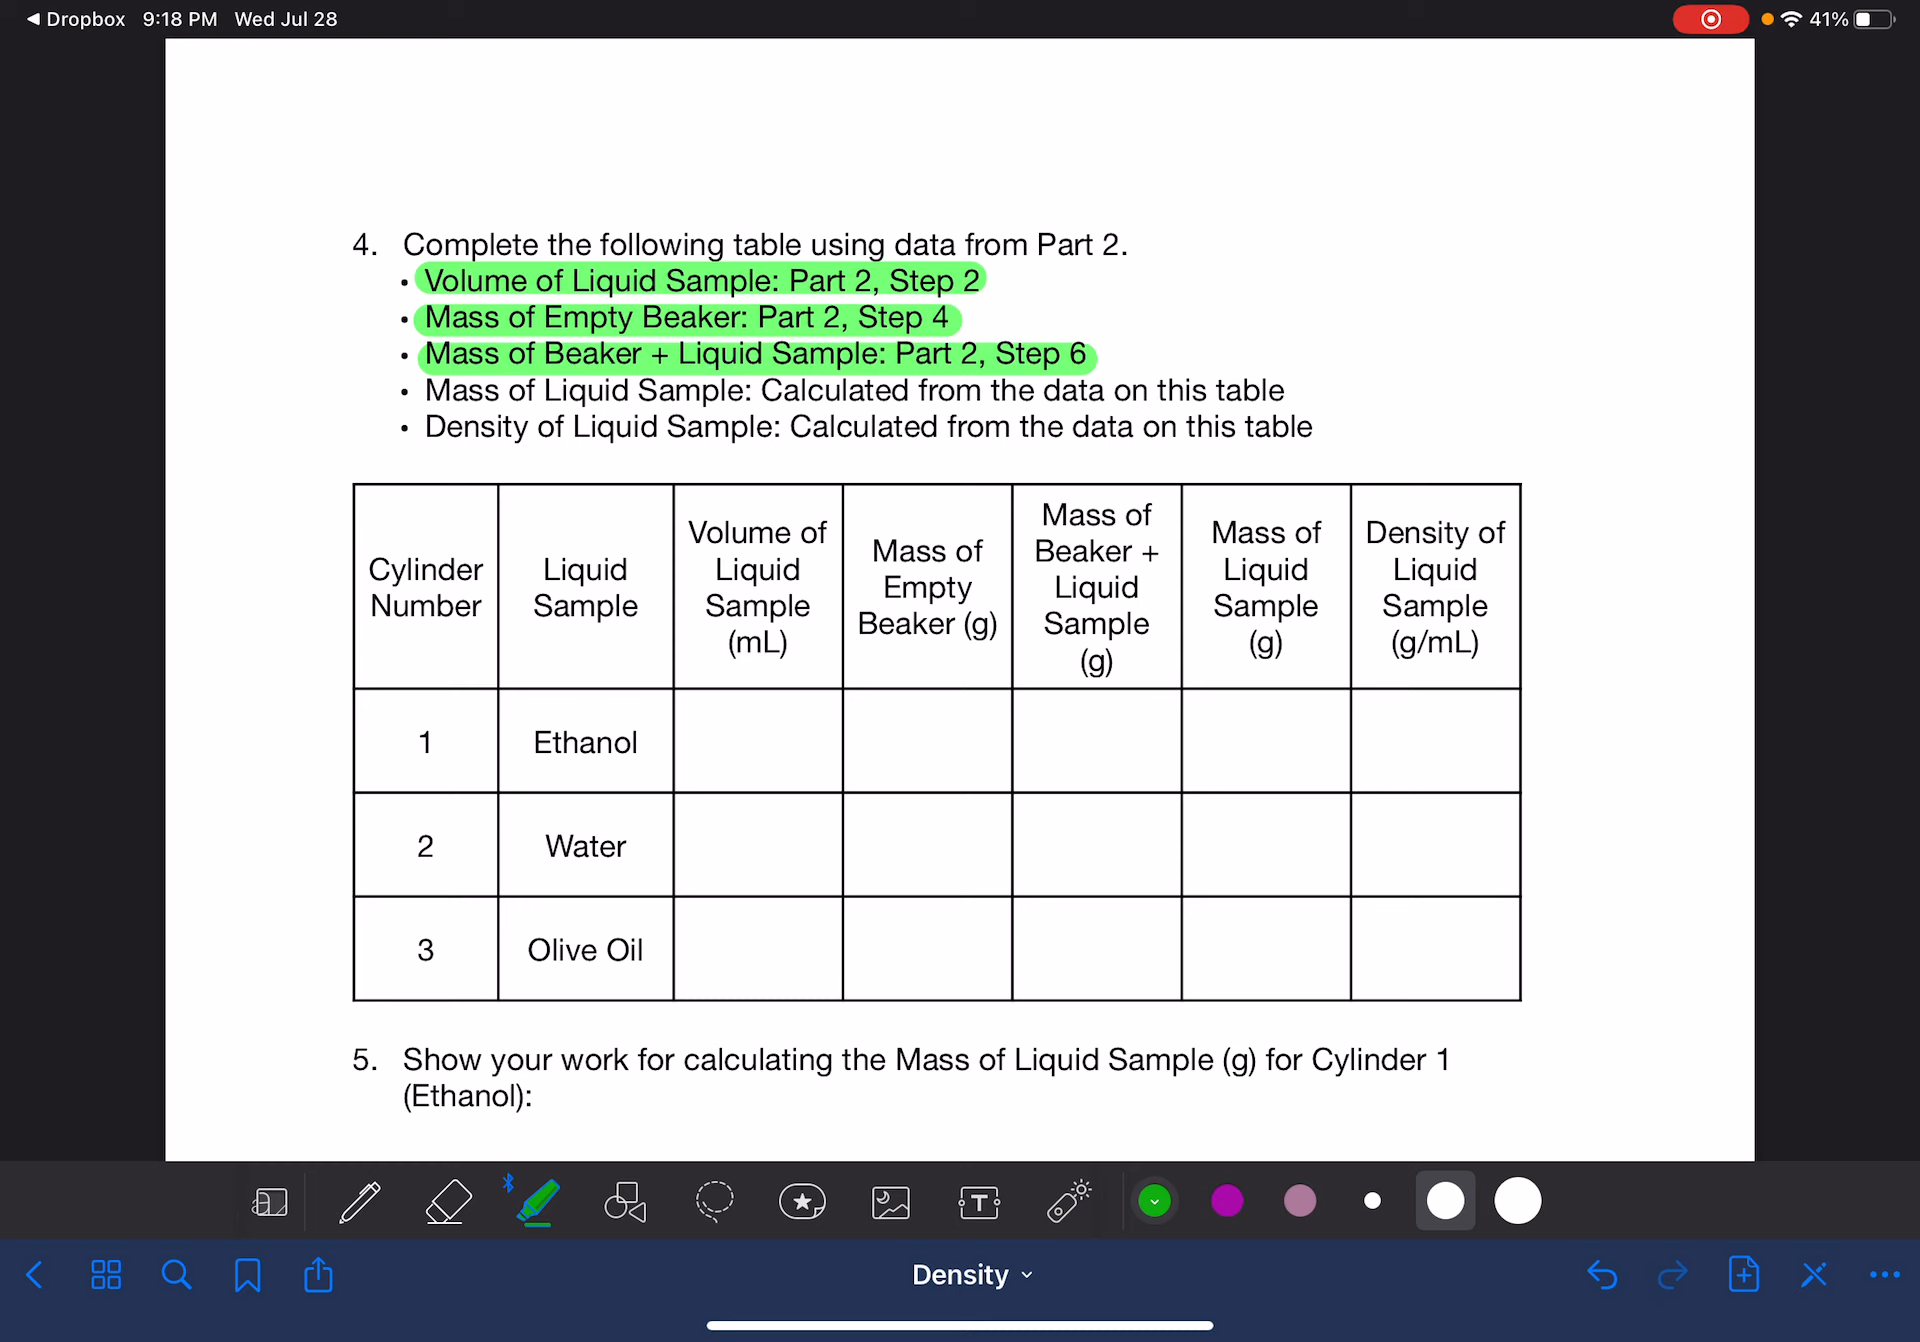 Dropbox 9:18 PM Wed Jul 28
41%
4. Complete the following table using data from Part 2.
• Volume of Liquid Sample: Part 2, Step 2
• Mass of Empty Beaker: Part 2, Step 4
• Mass of Beaker + Liquid Sample: Part 2, Step 6
• Mass of Liquid Sample: Calculated from the data on this table
• Density of Liquid Sample: Calculated from the data on this table
Cylinder
Number
Liquid
Sample
Volume of
Liquid
Sample
(mL)
Mass of
Empty
Beaker (g)
Mass of
Beaker +
Liquid
Sample
(g)
Mass of
Liquid
Sample
(g)
Density of
Liquid
Sample
(g/mL)
1 Ethanol
2 Water
3 Olive Oil
5. Show your work for calculating the Mass of Liquid Sample (g) for Cylinder 1
(Ethanol):
Density